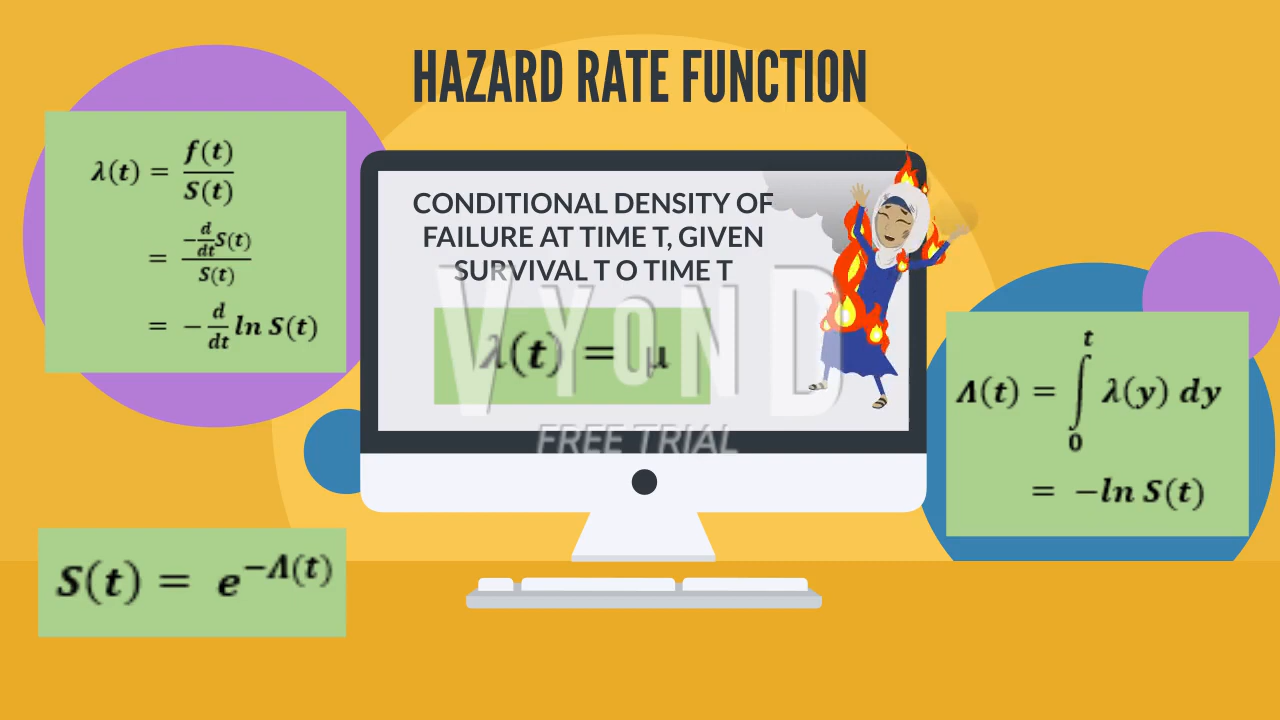 HAZARD RATE FUNCTION
λ(t) = f(t)/S(t)
= -d/dt S(t)/S(t)
= -d/dt ln S(t)
CONDITIONAL DENSITY OF
FAILURE AT TIME T, GIVEN
SURVIVAL T O TIME T
λ(t) = μ
VYOND
FREE TRIAL
Λ(t) = ∫₀ᵗ λ(y) dy
= -ln S(t)
S(t) = e^-Λ(t)